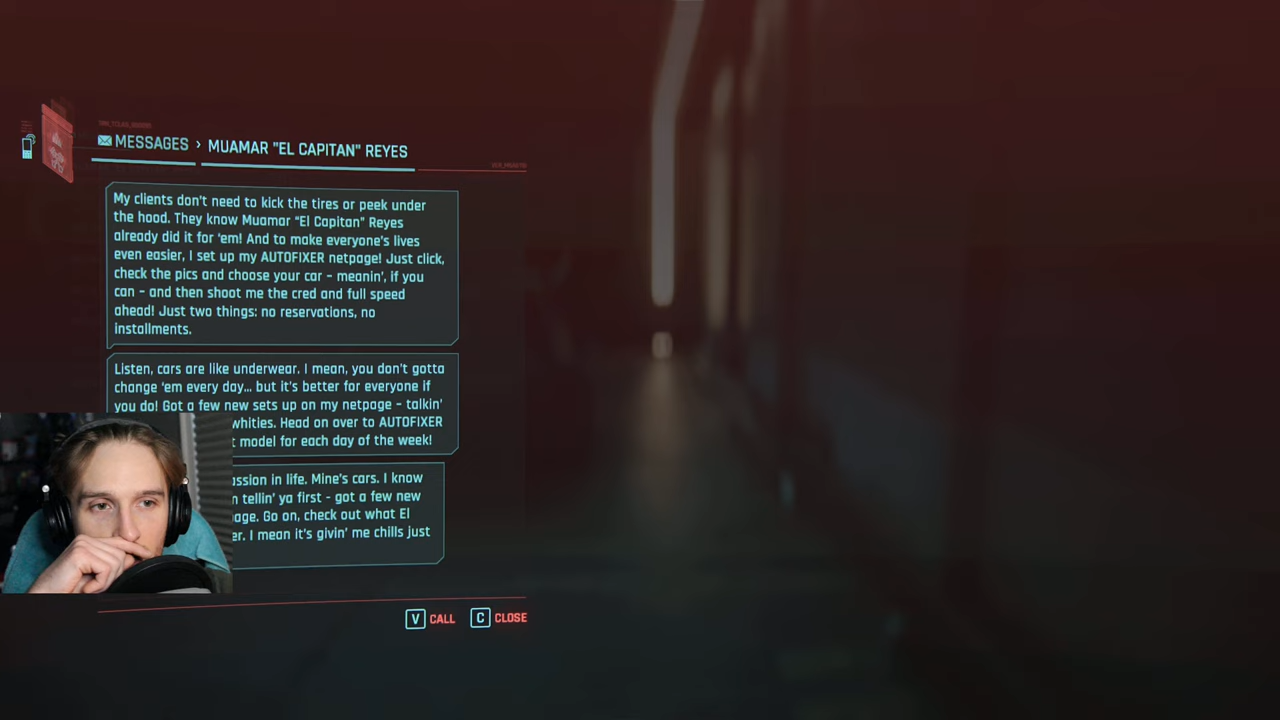 MESSAGES › MUAMAR "EL CAPITAN" REYES
My clients don't need to kick the tires or peek under
the hood. They know Muamar "El Capitan" Reyes
already did it for 'em! And to make everyone's lives
even easier, I set up my AUTOFIXER netpage! Just click,
check the pics and choose your car – meanin', if you
can – and then shoot me the cred and full speed
ahead! Just two things: no reservations, no
installments.
Listen, cars are like underwear. I mean, you don't gotta
change 'em every day... but it's better for everyone if
you do! Got a few new sets up on my netpage – talkin'
whities. Head on over to AUTOFIXER
t model for each day of the week!
assion in life. Mine's cars. I know
n tellin' ya first - got a few new
age. Go on, check out what El
er. I mean it's givin' me chills just
V CALL C CLOSE